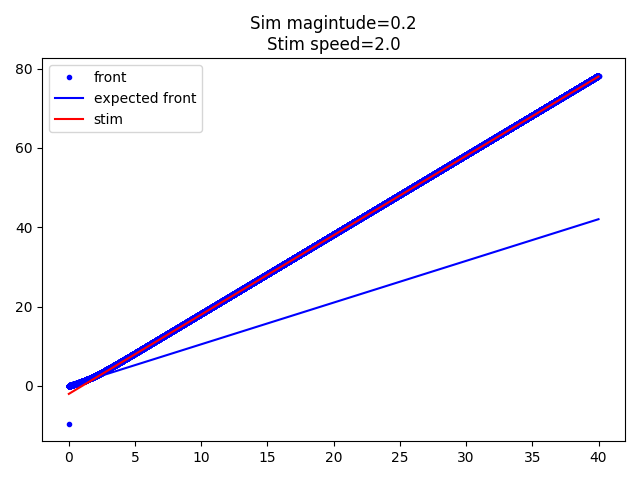 Sim magintude=0.2
Stim speed=2.0
front
expected front
stim
80
60
40
20
0
0 5 10 15 20 25 30 35 40